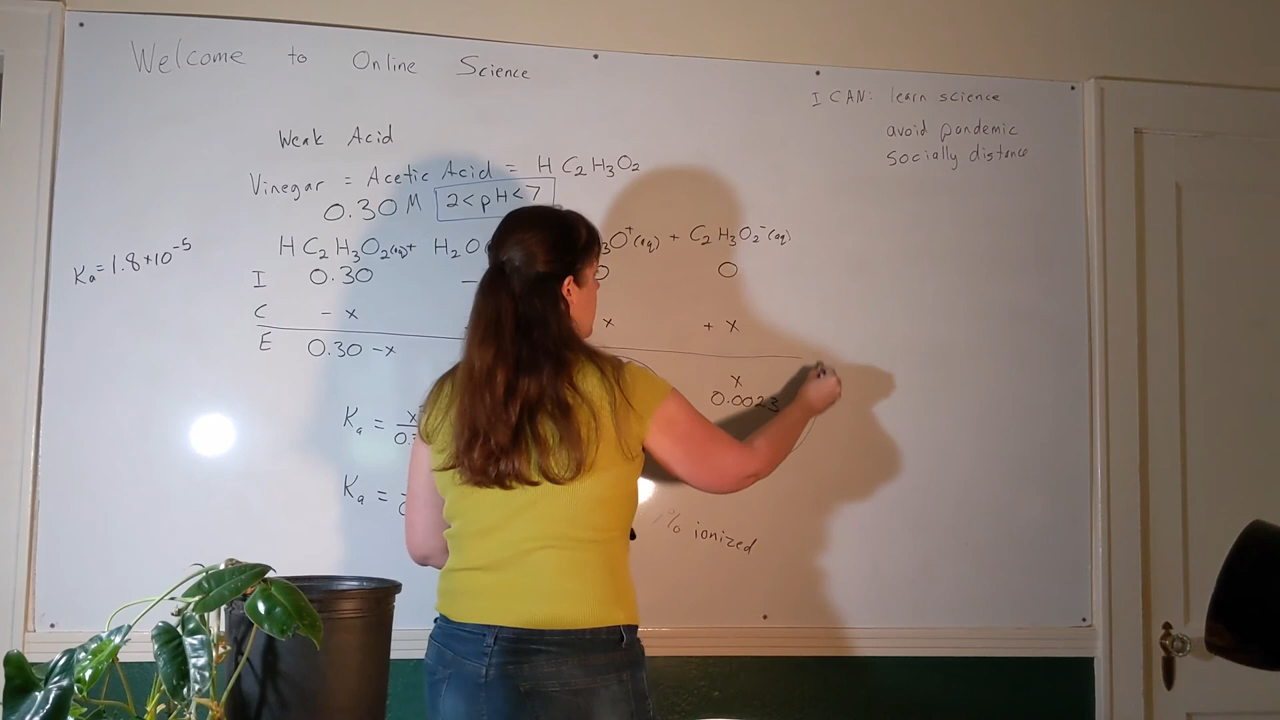 Welcome to Online Science
I CAN: learn science
avoid pandemic
socially distance
Weak Acid
Vinegar = Acetic Acid = H C2H3O2
0.30 M 2<pH<7
Ka=1.8×10⁻⁵
H C2H3O2(aq)+ H2O 3O⁺(aq) + C2H3O2⁻(aq)
I 0.30 – 0 0
C - x x + x
E 0.30 -x x
0.0023
Ka = x
Ka =
% ionized